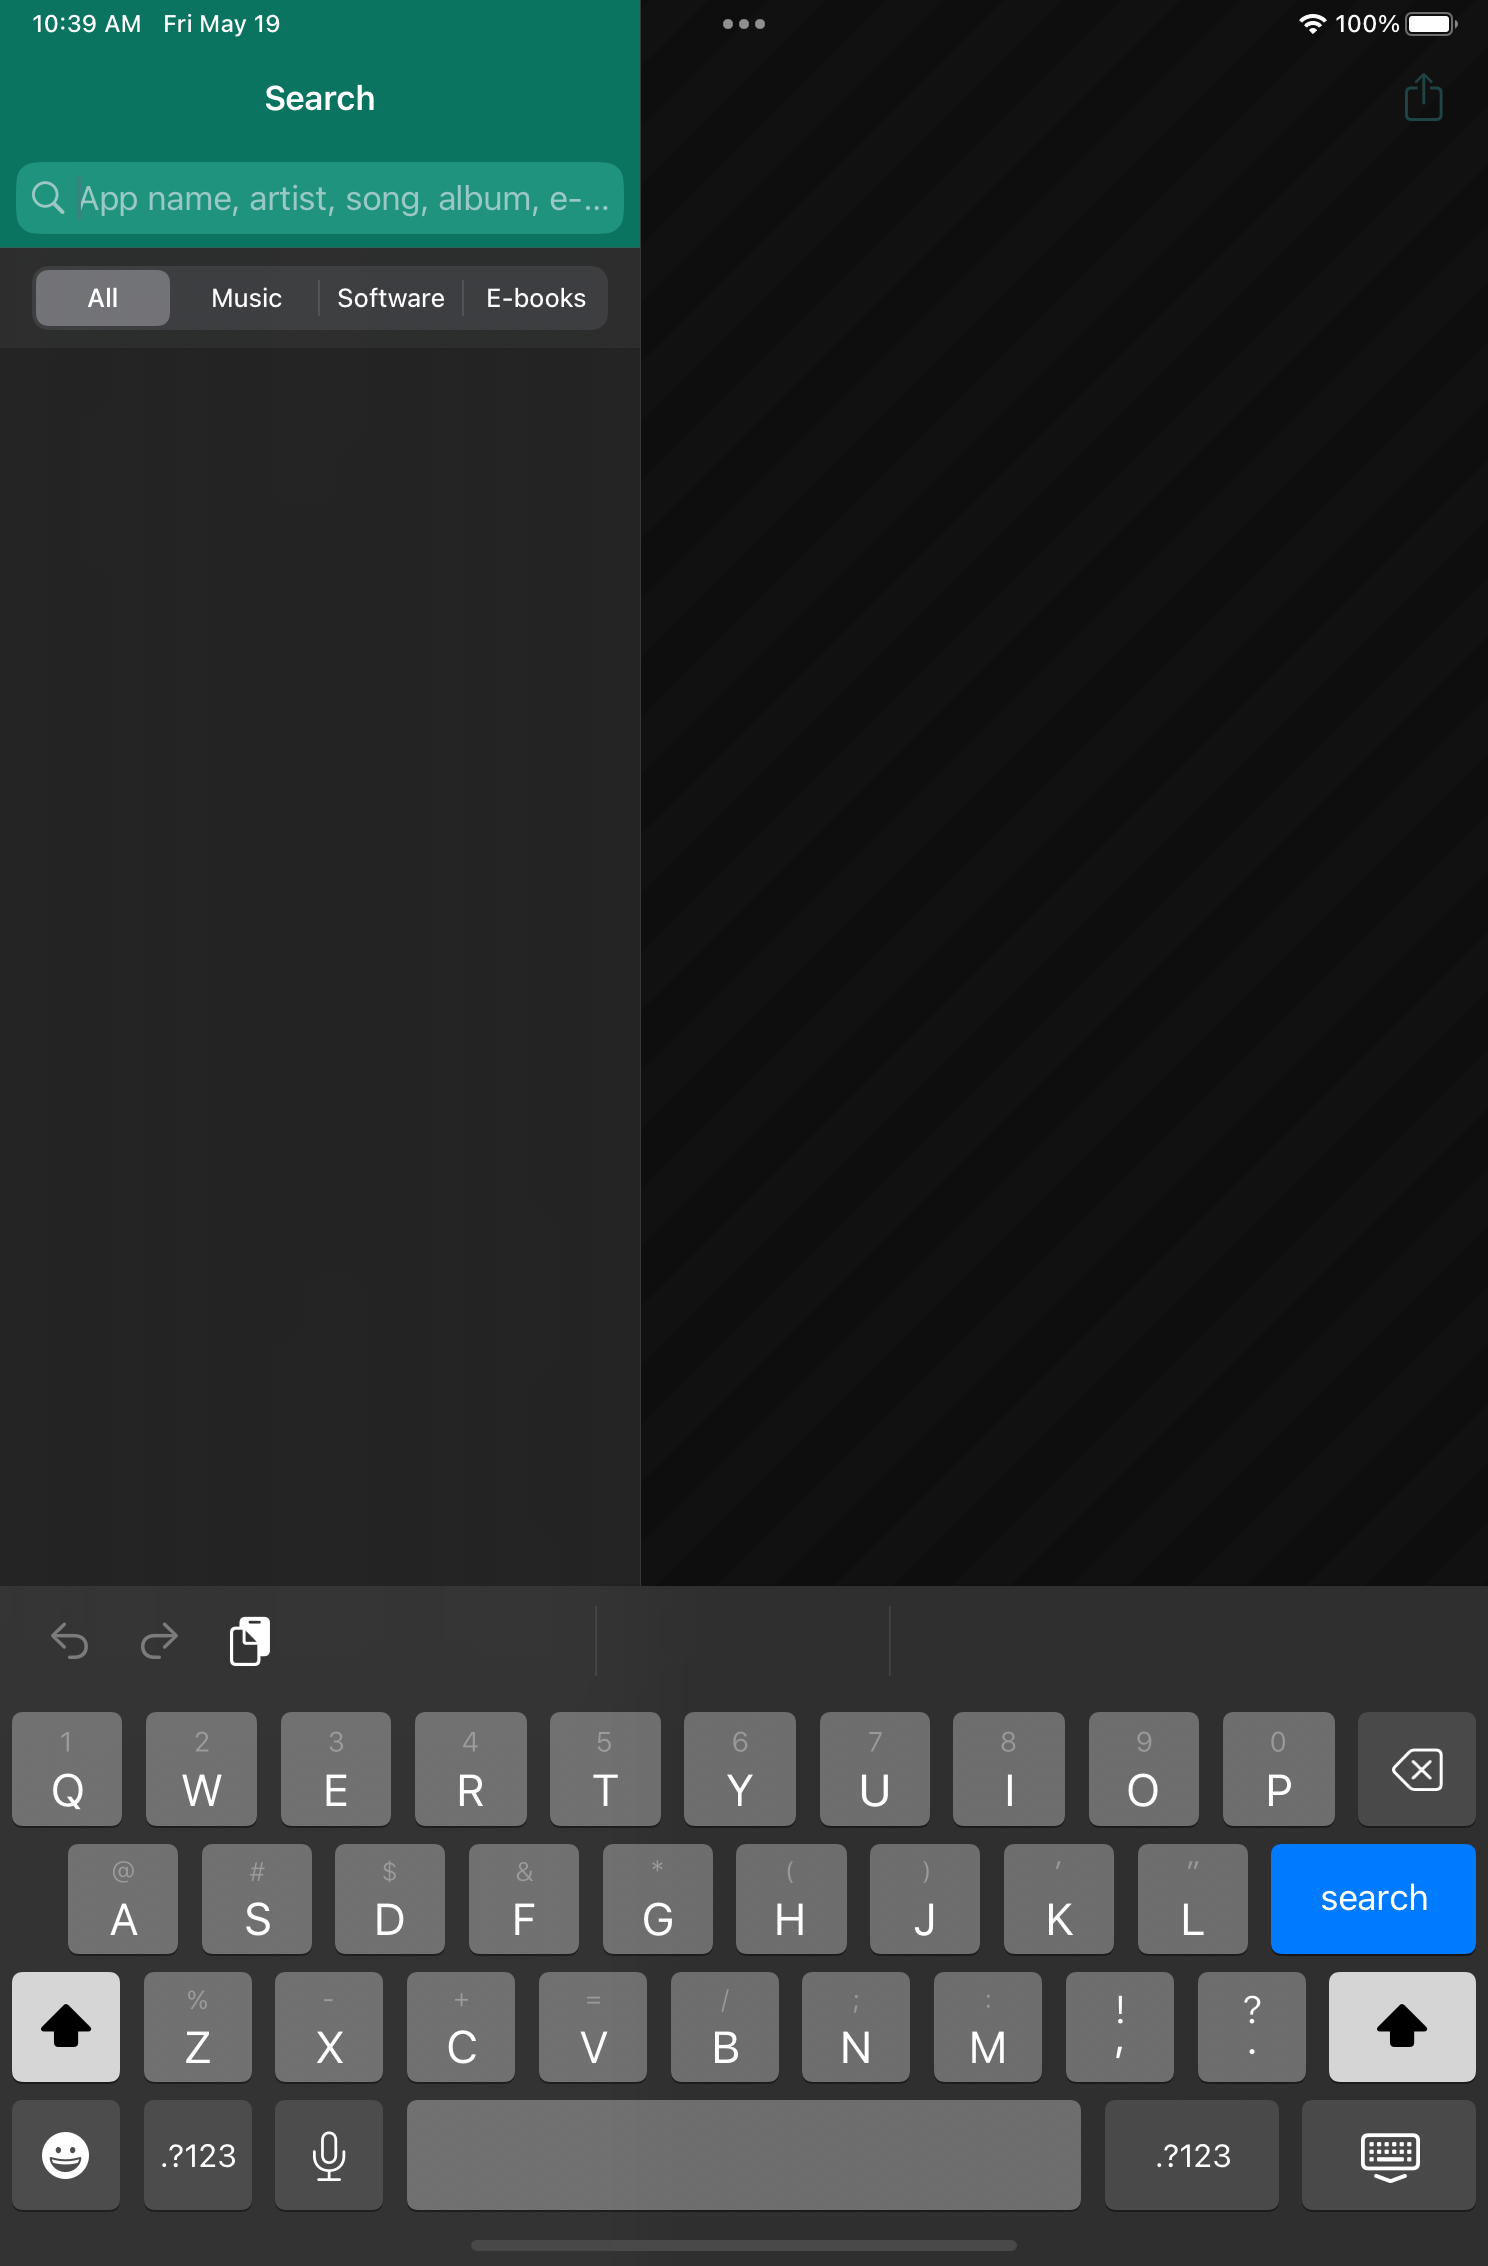 10:39 AM Fri May 19
100%
Search
App name, artist, song, album, e-...
All Music Software E-books
1 2 3 4 5 6 7 8 9 0
Q W E R T Y U I O P
@ # $ & * ( ) ' "
A S D F G H J K L search
% - + = / ; : ! ?
Z X C V B N M , .
.?123 .?123